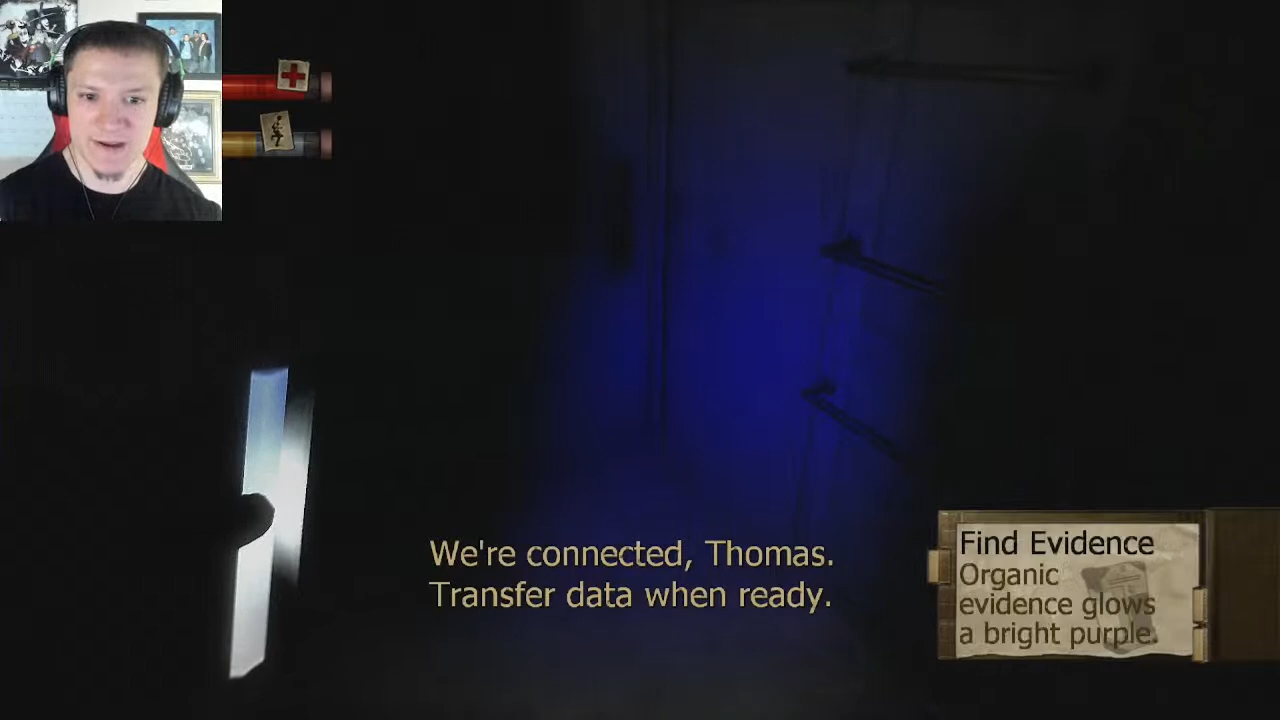 We're connected, Thomas.
Transfer data when ready.
Find Evidence
Organic
evidence glows
a bright purple.